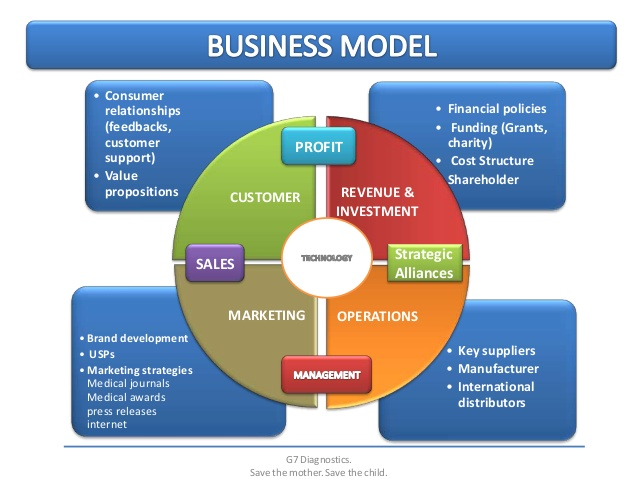 BUSINESS MODEL
• Consumer
relationships
(feedbacks,
customer
support)
• Value
propositions
• Financial policies
• Funding (Grants,
charity)
• Cost Structure
Shareholder
PROFIT
CUSTOMER
REVENUE &
INVESTMENT
SALES
TECHNOLOGY
Strategic
Alliances
MARKETING
OPERATIONS
MANAGEMENT
• Brand development
• USPs
• Marketing strategies
Medical journals
Medical awards
press releases
internet
• Key suppliers
• Manufacturer
• International
distributors
G7 Diagnostics.
Save the mother. Save the child.